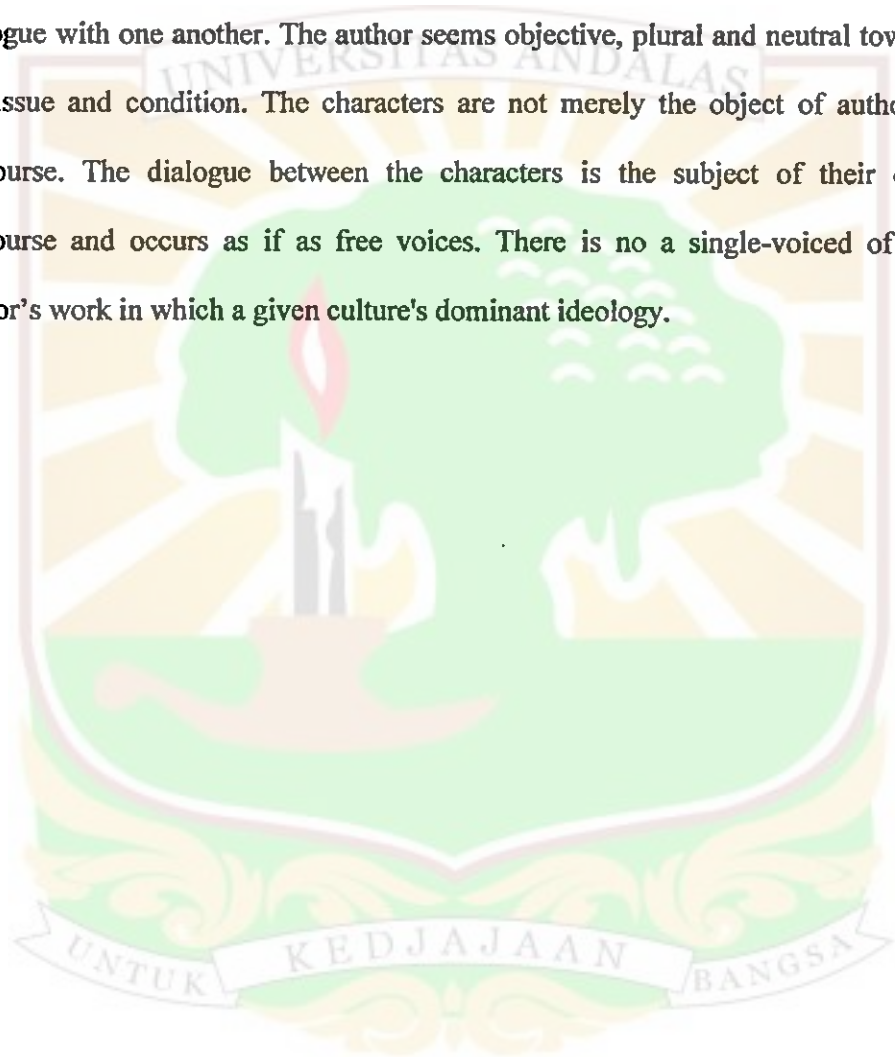 ogue with one another. The author seems objective, plural and neutral tov
UNIVERSITAS ANDALAS
issue and condition. The characters are not merely the object of autho
ourse. The dialogue between the characters is the subject of their
ourse and occurs as if as free voices. There is no a single-voiced of
or's work in which a given culture's dominant ideology.
UNTUK KEDJAJAAN BANGSA